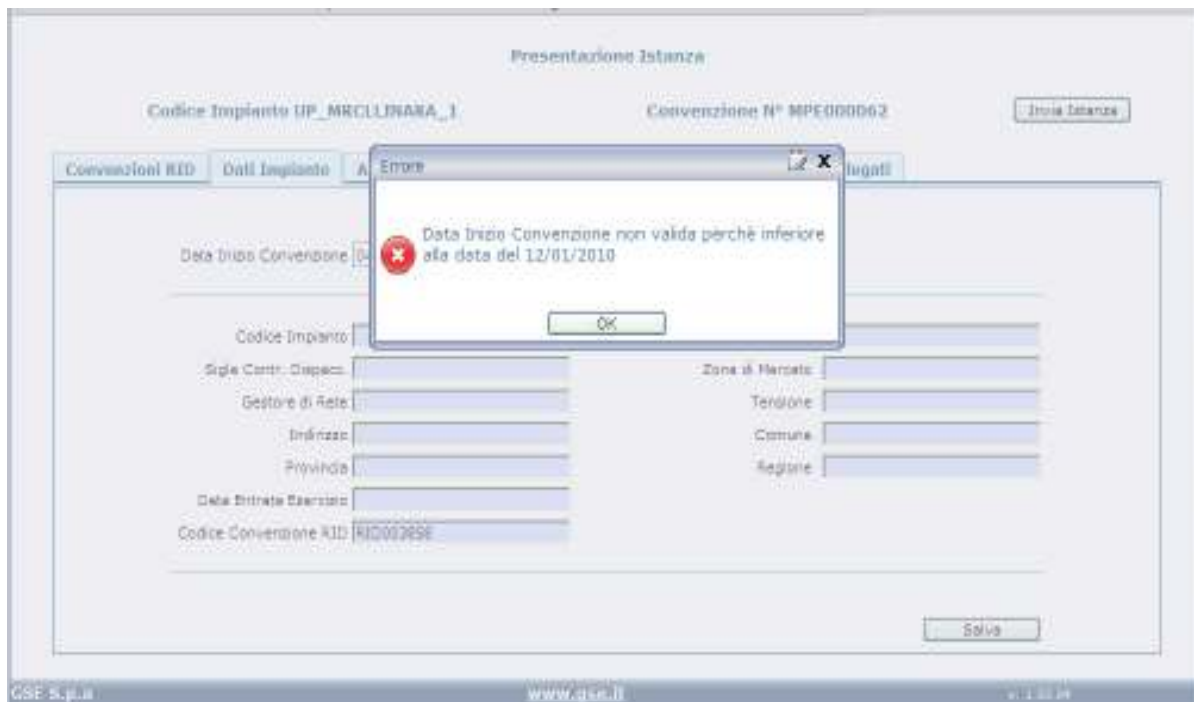 Presentazione Istanza
Codice Impianto UP_MRCLLINARA_1 Convenzione N° MPE000062 Invia Istanza
Convenzioni RID Dati Impianto A
Errore X
Data Inizio Convenzione non valida perchè inferiore
alla data del 12/01/2010
OK
Data Inizio Convenzione
Codice Impianto
Sigla Contr. Dispacc. Zona di Mercato
Gestore di Rete Tensione
Indirizzo Comune
Provincia Regione
Data Entrata Esercizio
Codice Convenzione RID
Salva
GSE S.p.a www.gse.it